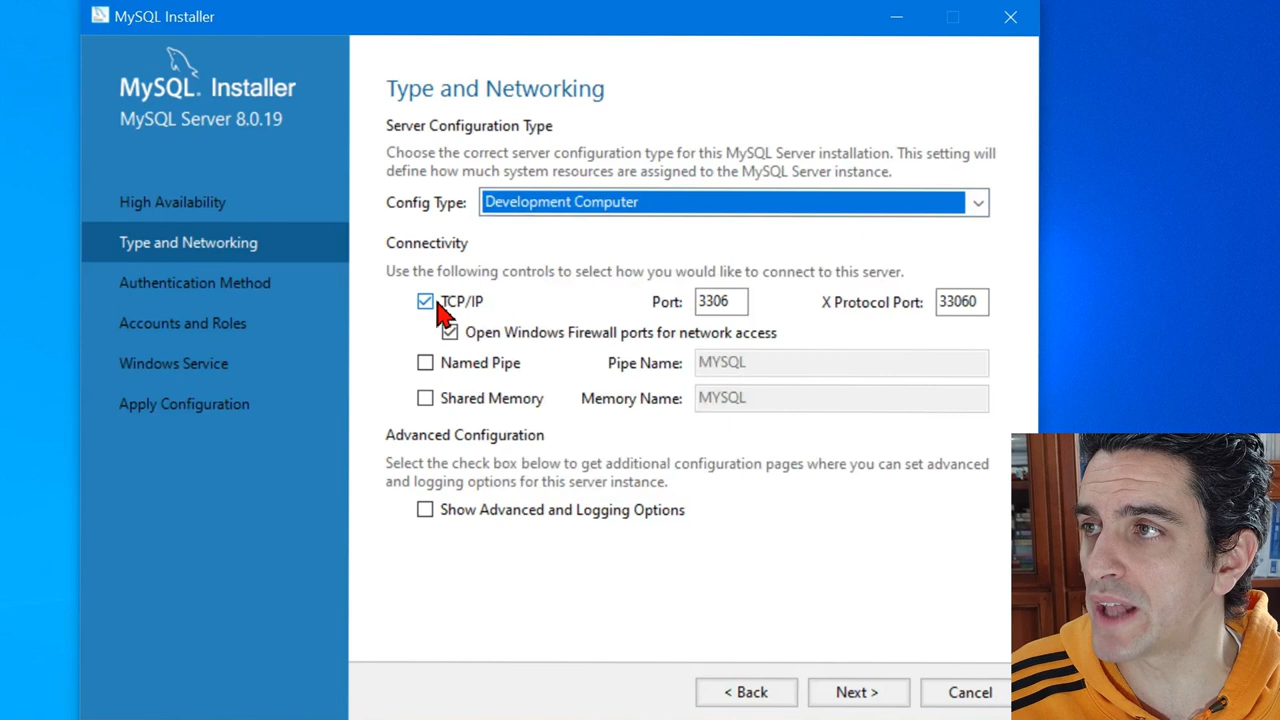 MySQL Installer
MySQL. Installer
MySQL Server 8.0.19
High Availability
Type and Networking
Authentication Method
Accounts and Roles
Windows Service
Apply Configuration
Type and Networking
Server Configuration Type
Choose the correct server configuration type for this MySQL Server installation. This setting will
define how much system resources are assigned to the MySQL Server instance.
Config Type: Development Computer
Connectivity
Use the following controls to select how you would like to connect to this server.
TCP/IP Port: 3306 X Protocol Port: 33060
Open Windows Firewall ports for network access
Named Pipe Pipe Name: MYSQL
Shared Memory Memory Name: MYSQL
Advanced Configuration
Select the check box below to get additional configuration pages where you can set advanced
and logging options for this server instance.
Show Advanced and Logging Options
< Back Next > Cancel